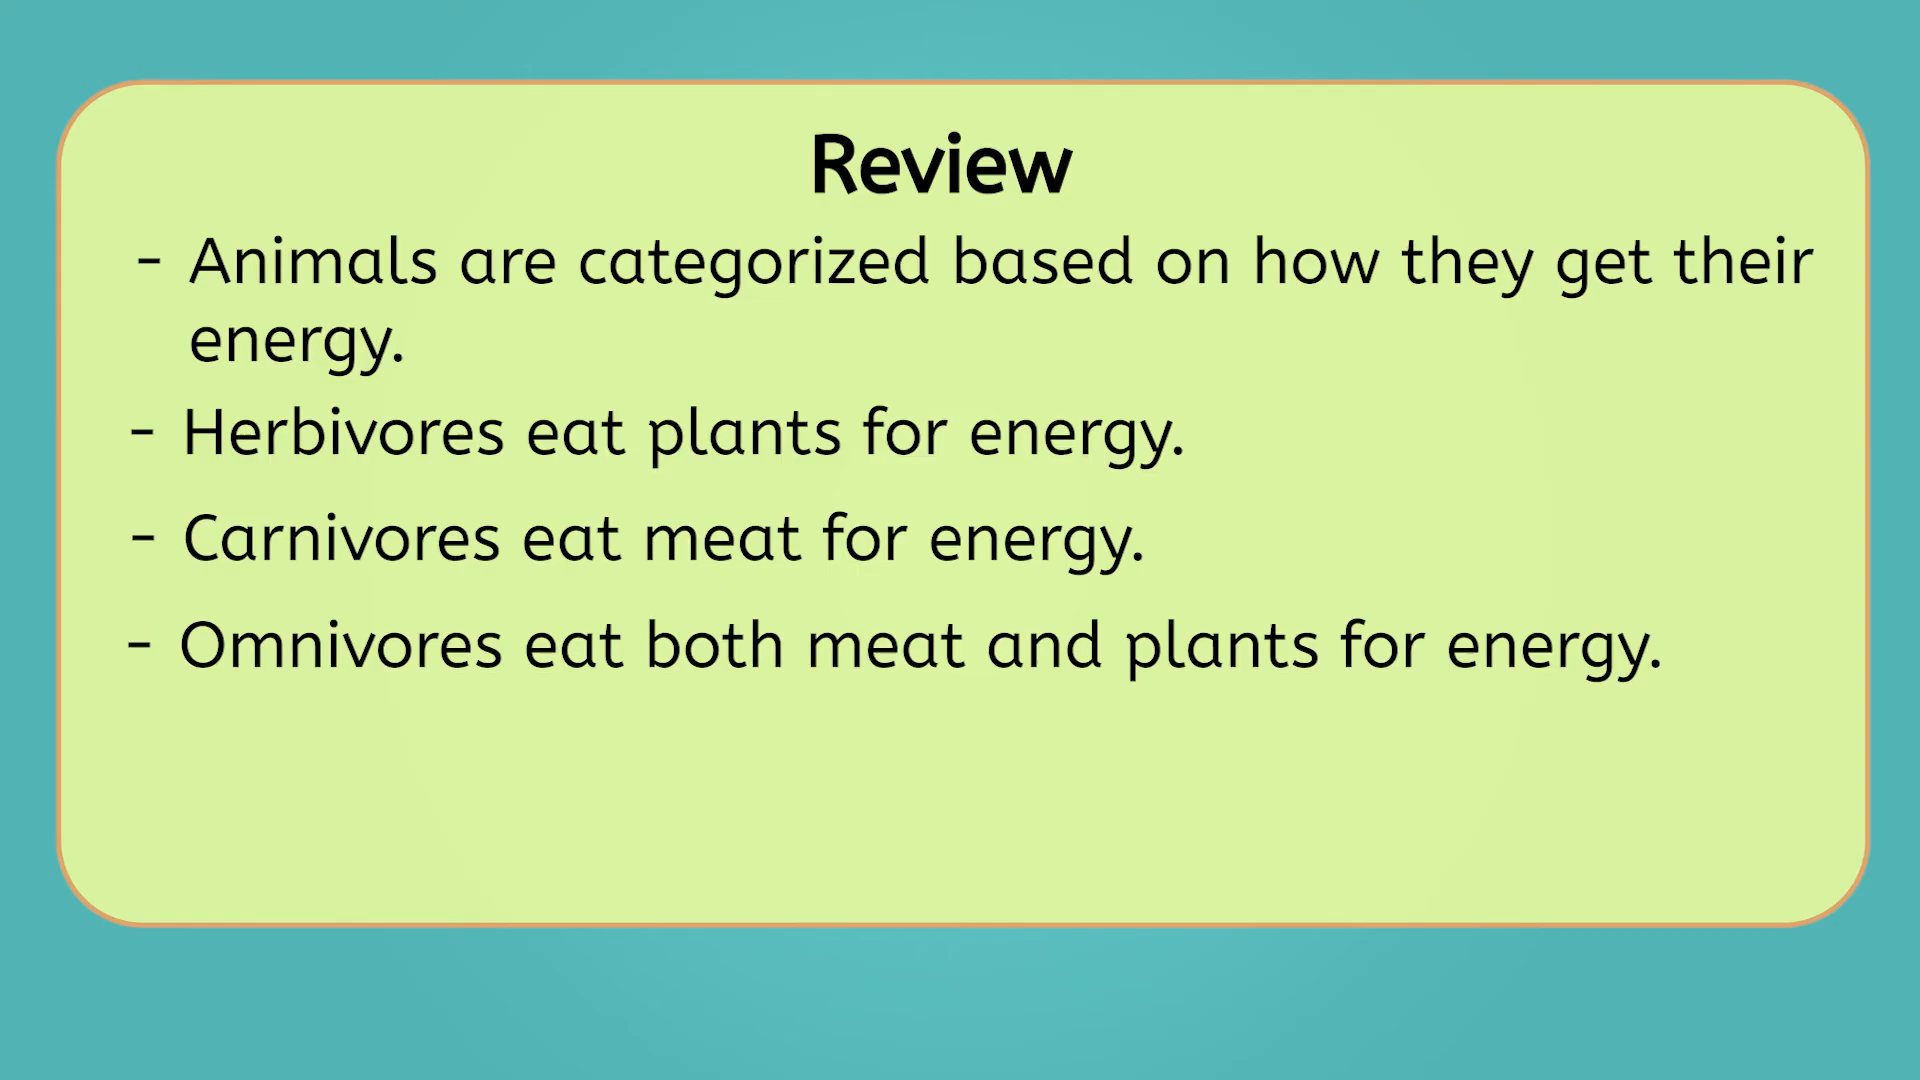 Review
- Animals are categorized based on how they get their
energy.
- Herbivores eat plants for energy.
- Carnivores eat meat for energy.
- Omnivores eat both meat and plants for energy.